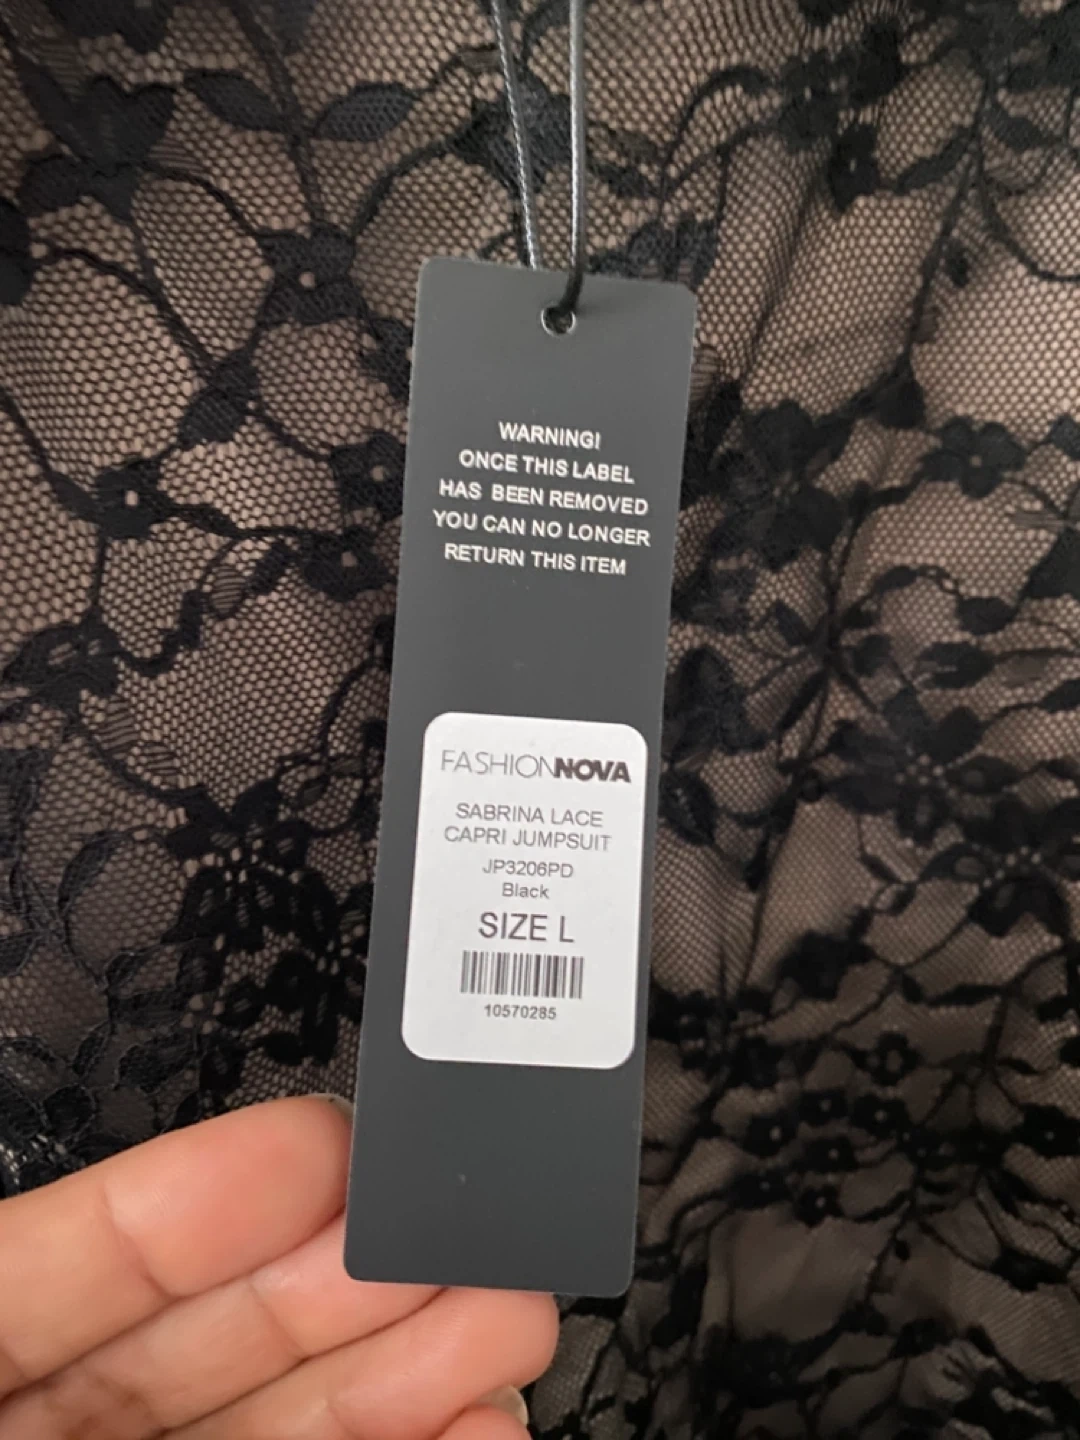 WARNING!
ONCE THIS LABEL
HAS BEEN REMOVED
YOU CAN NO LONGER
RETURN THIS ITEM
FASHIONNOVA
SABRINA LACE
CAPRI JUMPSUIT
JP3206PD
Black
SIZE L
10570285